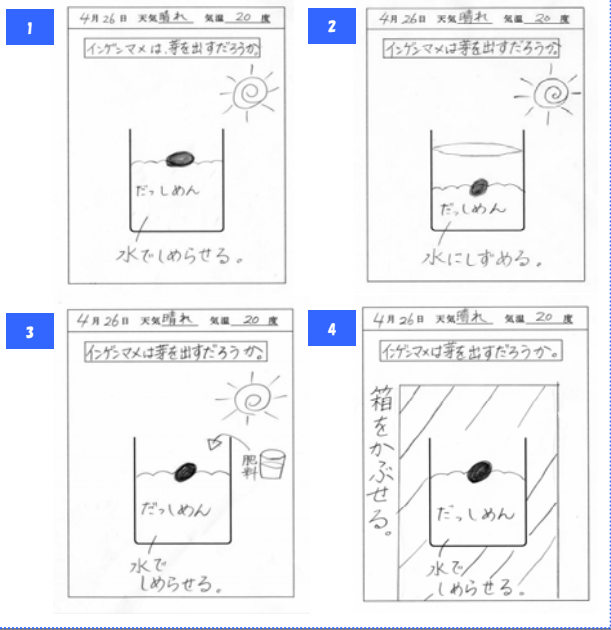 1
4月26日 天気 晴れ 気温 20 度
インゲンマメは、芽を出すだろうか。
だっしめん
水でしめらせる。
2
4月26日 天気 晴れ 気温 20 度
インゲンマメは芽を出すだろうか。
だっしめん
水にしずめる。
3
4月26日 天気 晴れ 気温 20 度
インゲンマメは芽を出すだろうか。
肥料
だっしめん
水で
しめらせる。
4
4月26日 天気 晴れ 気温 20 度
インゲンマメは芽を出すだろうか。
箱をかぶせる。
だっしめん
水で
しめらせる。